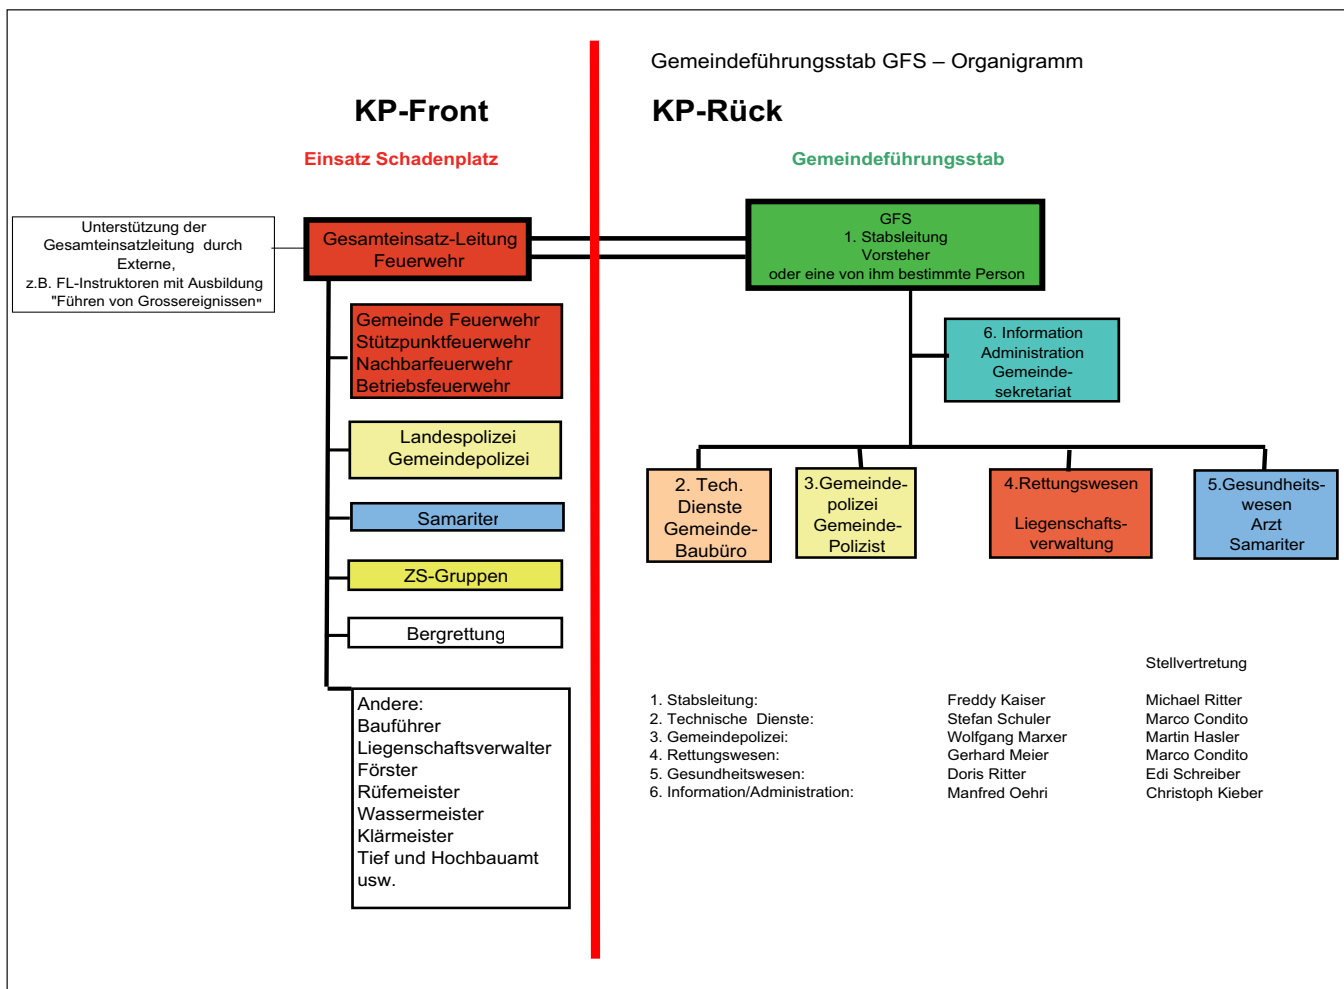 Gemeindeführungsstab GFS – Organigramm
KP-Front
KP-Rück
Einsatz Schadenplatz
Gemeindeführungsstab
Unterstützung der
Gesamteinsatzleitung durch
Externe,
z.B. FL-Instruktoren mit Ausbildung
"Führen von Grossereignissen"
Gesamteinsatz-Leitung
Feuerwehr
GFS
1. Stabsleitung
Vorsteher
oder eine von ihm bestimmte Person
Gemeinde Feuerwehr
Stützpunktfeuerwehr
Nachbarfeuerwehr
Betriebsfeuerwehr
6. Information
Administration
Gemeinde-
sekretariat
Landespolizei
Gemeindepolizei
Samariter
ZS-Gruppen
Bergrettung
Andere:
Bauführer
Liegenschaftsverwalter
Förster
Rüfemeister
Wassermeister
Klärmeister
Tief und Hochbauamt
usw.
2. Tech.
Dienste
Gemeinde-
Baubüro
3.Gemeinde-
polizei
Gemeinde-
Polizist
4.Rettungswesen
Liegenschafts-
verwaltung
5.Gesundheits-
wesen
Arzt
Samariter
Stellvertretung
1. Stabsleitung: Freddy Kaiser Michael Ritter
2. Technische Dienste: Stefan Schuler Marco Condito
3. Gemeindepolizei: Wolfgang Marxer Martin Hasler
4. Rettungswesen: Gerhard Meier Marco Condito
5. Gesundheitswesen: Doris Ritter Edi Schreiber
6. Information/Administration: Manfred Oehri Christoph Kieber